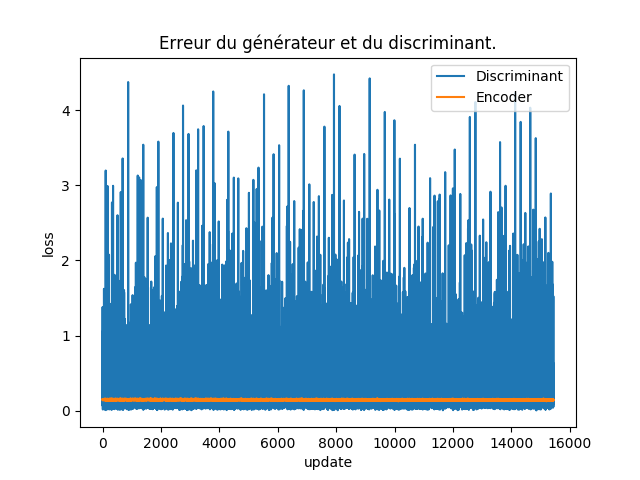 Erreur du générateur et du discriminant.
Discriminant
Encoder
loss
4
3
2
1
0
0 2000 4000 6000 8000 10000 12000 14000 16000
update